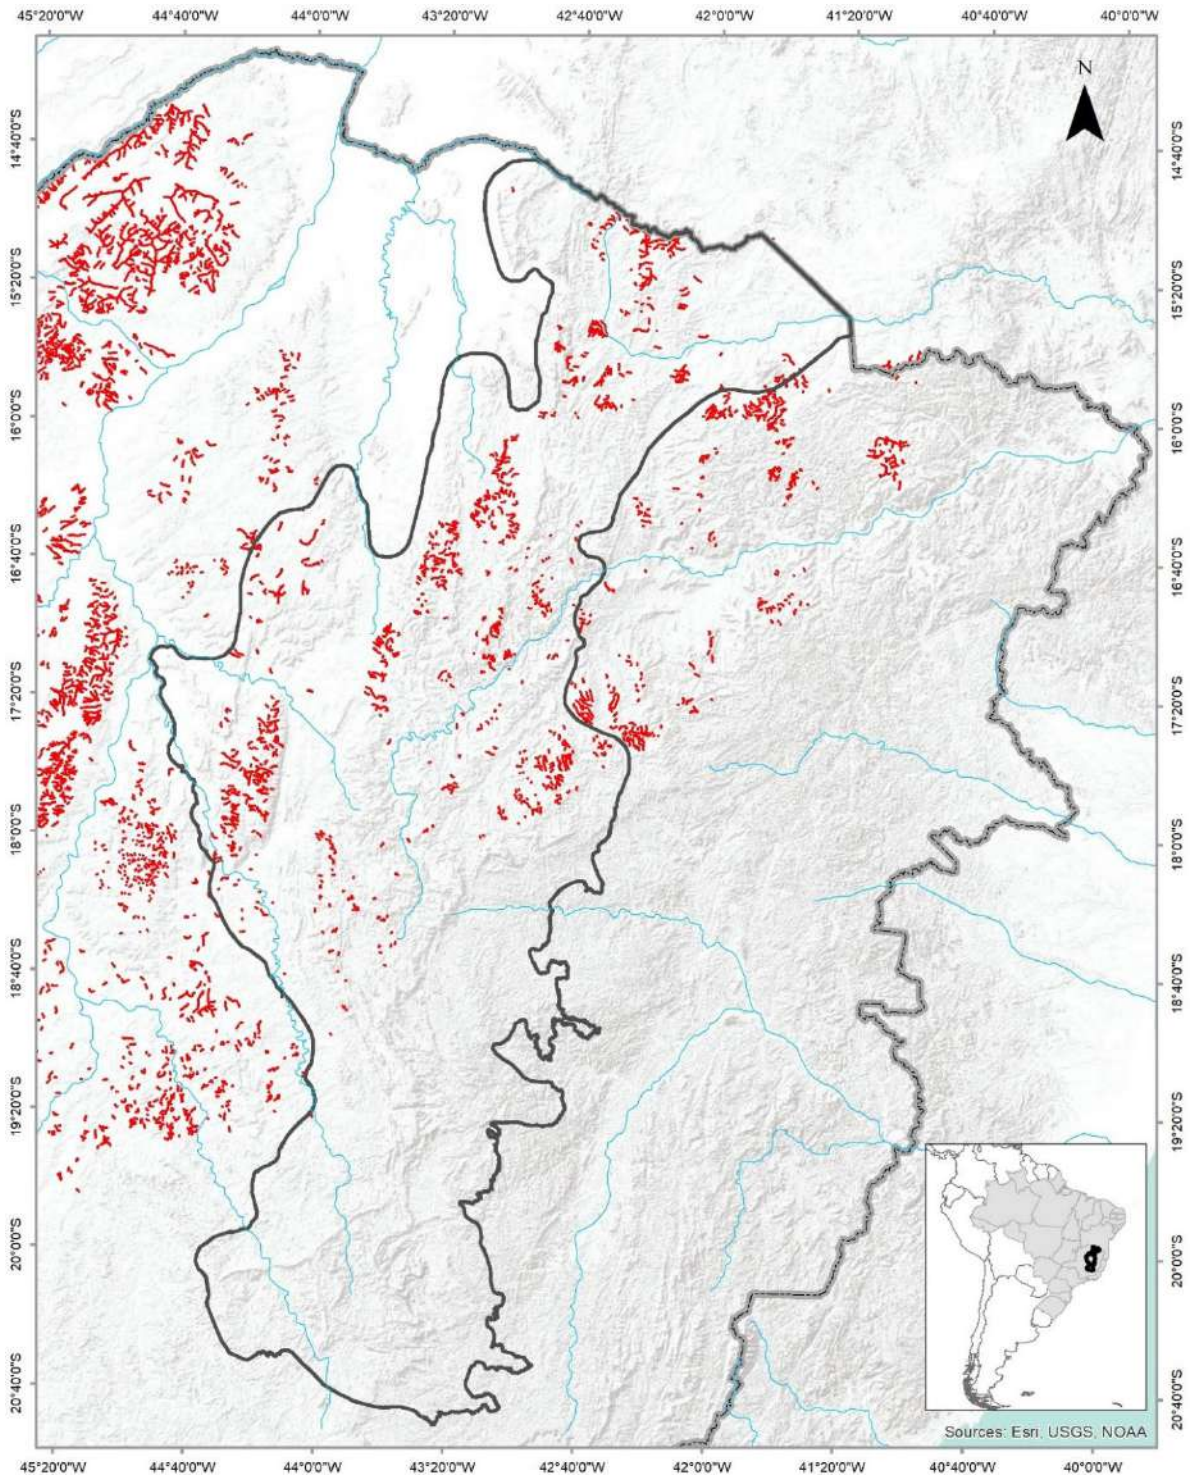 45°20'0"W 44°40'0"W 44°0'0"W 43°20'0"W 42°40'0"W 42°0'0"W 41°20'0"W 40°40'0"W 40°0'0"W
N
14°40'0"S 14°40'0"S
15°20'0"S 15°20'0"S
16°0'0"S 16°0'0"S
16°40'0"S 16°40'0"S
17°20'0"S 17°20'0"S
18°0'0"S 18°0'0"S
18°40'0"S 18°40'0"S
19°20'0"S 19°20'0"S
20°0'0"S 20°0'0"S
20°40'0"S 20°40'0"S
Sources: Esri, USGS, NOAA
45°20'0"W 44°40'0"W 44°0'0"W 43°20'0"W 42°40'0"W 42°0'0"W 41°20'0"W 40°40'0"W 40°0'0"W